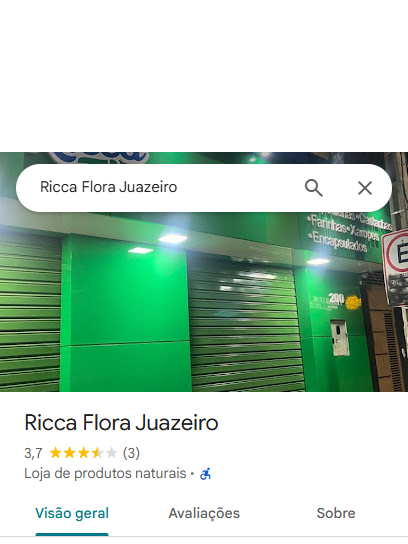 Ricca Flora Juazeiro
•Farinhas•Xaropes
•Encapsulados
E
200
Ricca Flora Juazeiro
3,7 (3)
Loja de produtos naturais •
Visão geral Avaliações Sobre